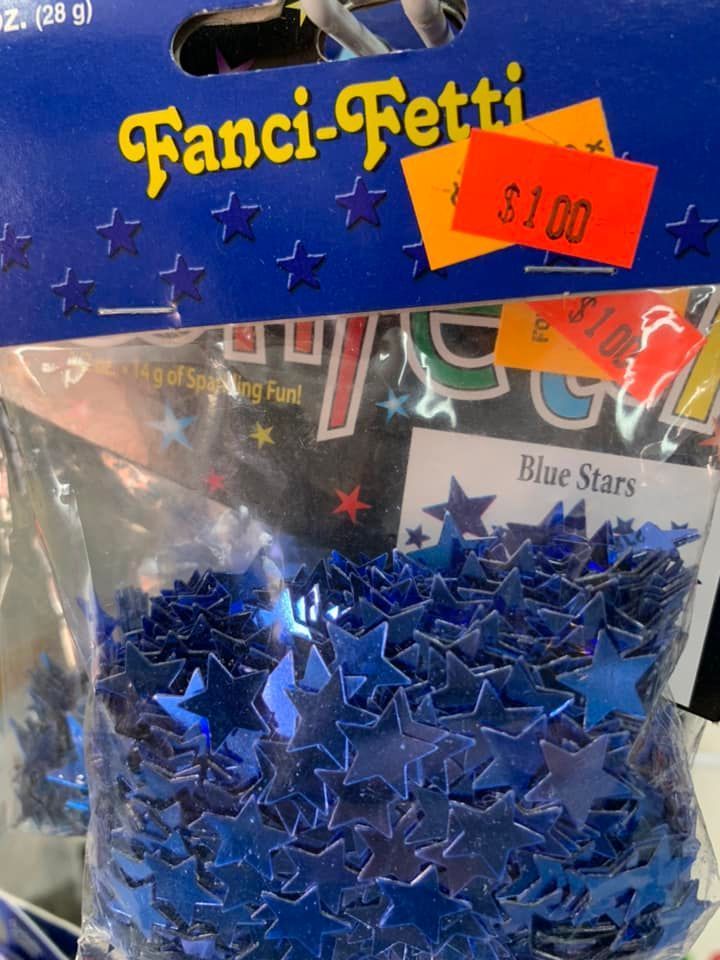 oz. (28 g)
Fanci-Fetti
$1.00
$1.00
14 g of Sparkling Fun!
Blue Stars